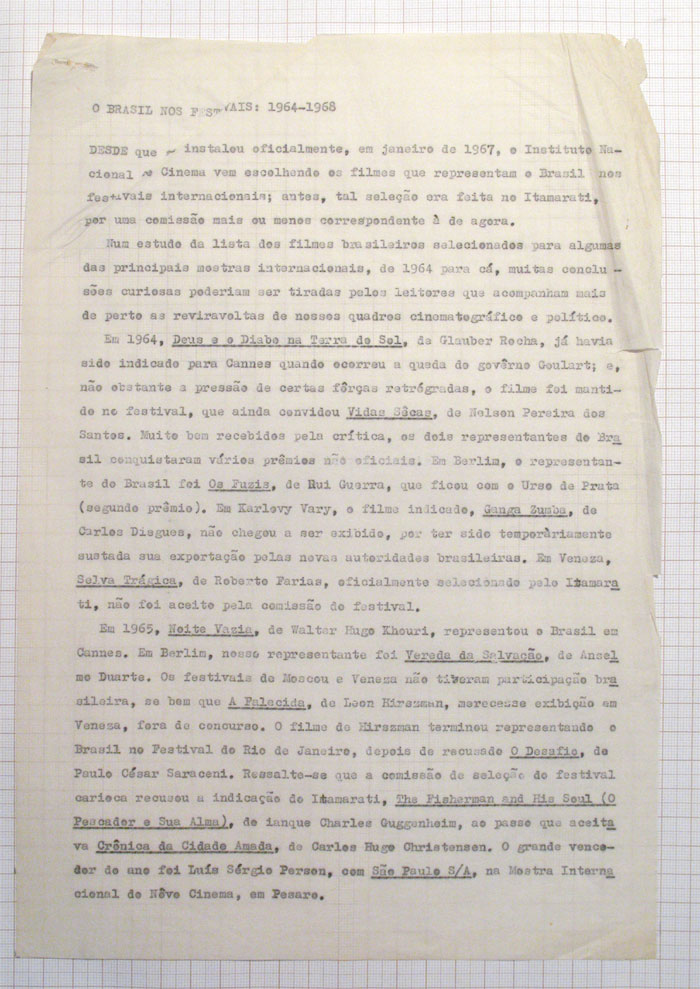 O BRASIL NOS FESTIVAIS: 1964-1968
DESDE que instalou oficialmente, em janeiro de 1967, o Instituto Na-
cional Cinema vem escolhendo os filmes que representam o Brasil nos
festivais internacionais; antes, tal seleção era feita no Itamarati,
por uma comissão mais ou menos correspondente à de agora.
Num estudo da lista dos filmes brasileiros selecionados para algumas
das principais mostras internacionais, de 1964 para cá, muitas conclu-
sões curiosas poderiam ser tiradas pelos leitores que acompanham mais
de perto as reviravoltas de nossos quadros cinematográfico e político.
Em 1964, Deus e o Diabo na Terra do Sol, de Glauber Rocha, já havia
sido indicado para Cannes quando ocorreu a queda do govêrno Goulart; e,
não obstante a pressão de certas fôrças retrógradas, o filme foi manti-
do no festival, que ainda convidou Vidas Sêcas, de Nelson Pereira dos
Santos. Muito bem recebidos pela crítica, os dois representantes do Bra
sil conquistaram vários prêmios não oficiais. Em Berlim, o representan-
te do Brasil foi Os Fuzis, de Rui Guerra, que ficou com o Urso de Prata
(segundo prêmio). Em Karlovy Vary, o filme indicado, Ganga Zumba, de
Carlos Diegues, não chegou a ser exibido, por ter sido temporàriamente
sustada sua exportação pelas novas autoridades brasileiras. Em Veneza,
Selva Trágica, de Roberto Farias, oficialmente selecionado pelo Itamara
ti, não foi aceito pela comissão do festival.
Em 1965, Noite Vazia, de Walter Hugo Khouri, representou o Brasil em
Cannes. Em Berlim, nosso representante foi Vereda da Salvação, de Ansel
mo Duarte. Os festivais de Moscou e Veneza não tiveram participação bra
sileira, se bem que A Falecida, de Leon Hirszman, merecesse exibição em
Veneza, fora de concurso. O filme de Hirszman terminou representando o
Brasil no Festival do Rio de Janeiro, depois de recusado O Desafio, de
Paulo César Saraceni. Ressalte-se que a comissão de seleção do festival
carioca recusou a indicação do Itamarati, The Fisherman and His Soul (O
Pescador e Sua Alma), do ianque Charles Guggenheim, ao passo que aceita
va Crônica da Cidade Amada, de Carlos Hugo Christensen. O grande vence-
dor do ano foi Luís Sérgio Person, com São Paulo S/A, na Mostra Interna
cional do Nôvo Cinema, em Pesaro.